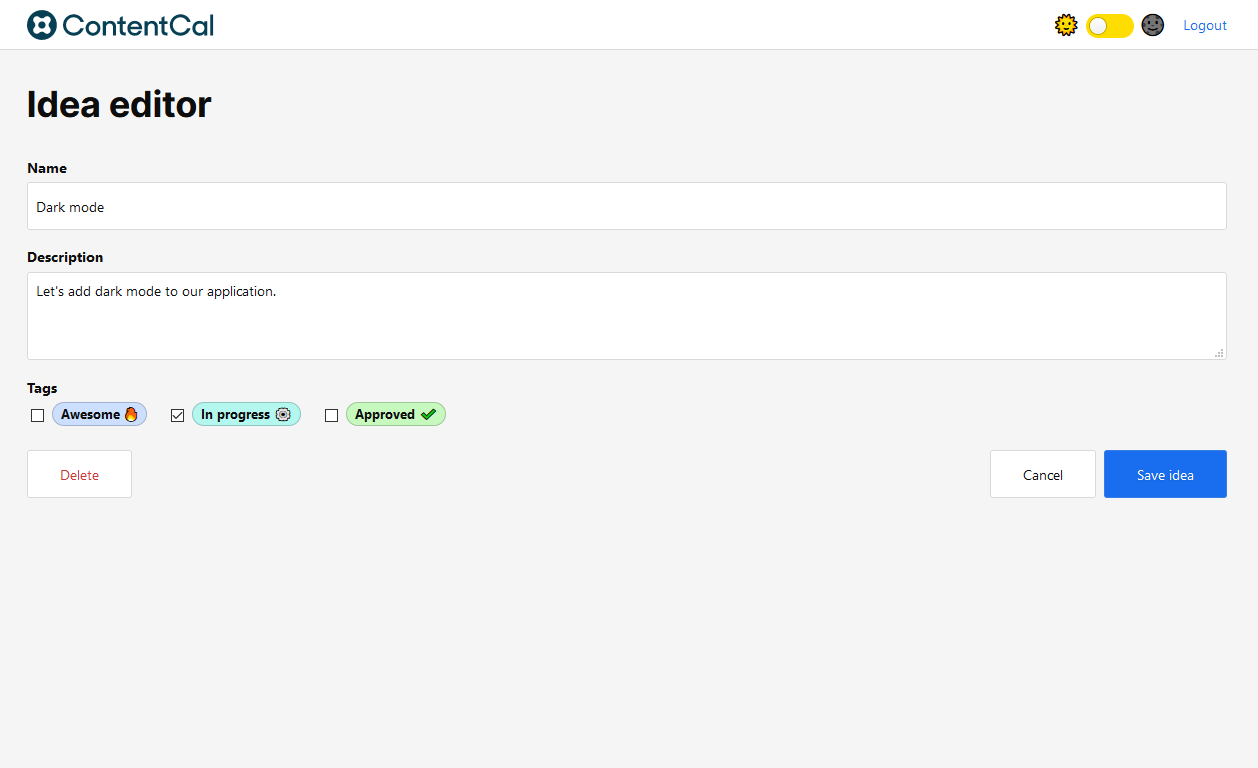 ContentCal
Logout
Idea editor
Name
Dark mode
Description
Let's add dark mode to our application.
Tags
Awesome 🔥 In progress ⚙️ Approved ✔️
Delete Cancel Save idea